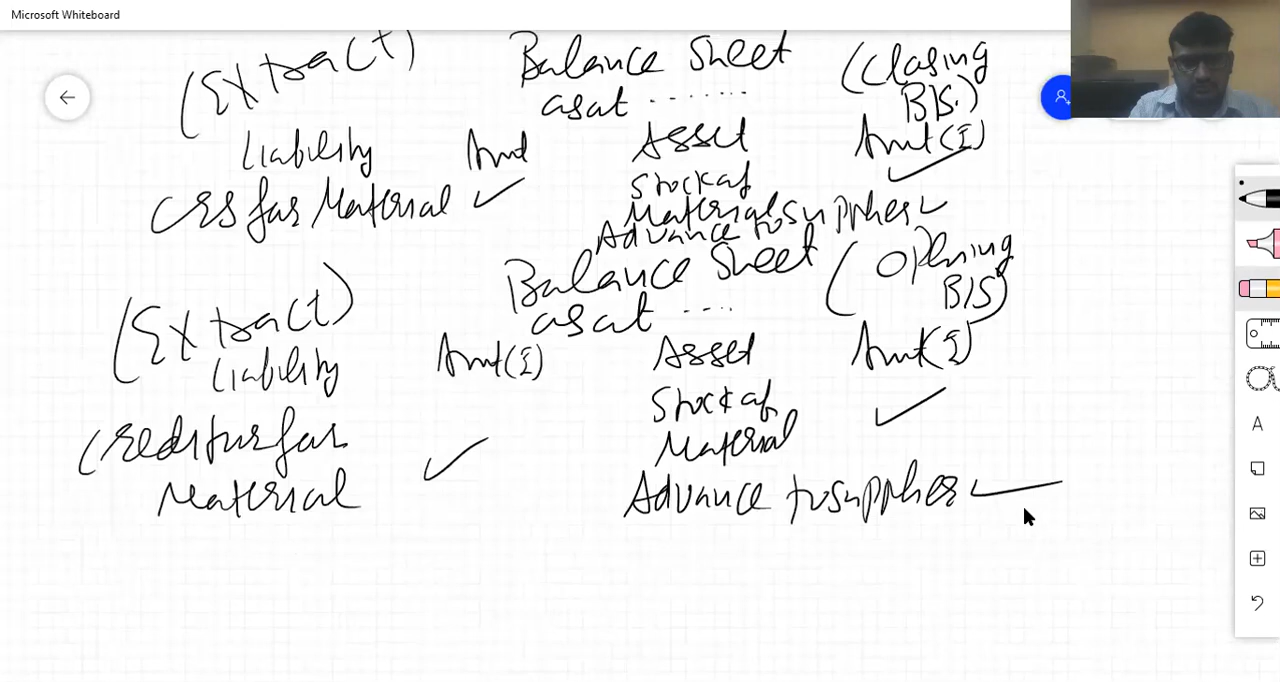 Microsoft Whiteboard
(Extract) Balance Sheet (Closing
as at ....... B/S.)
Liability Amt Asset Amt (₹)
CRS for Material ✓ Stock of ✓
Material
Advance to supplier ✓
(Extract) Balance Sheet (Opening
as at .... B/S)
Liability Amt (₹) Asset Amt (₹)
Creditor for ✓ Stock of ✓
Material Material
Advance to supplier ✓
A